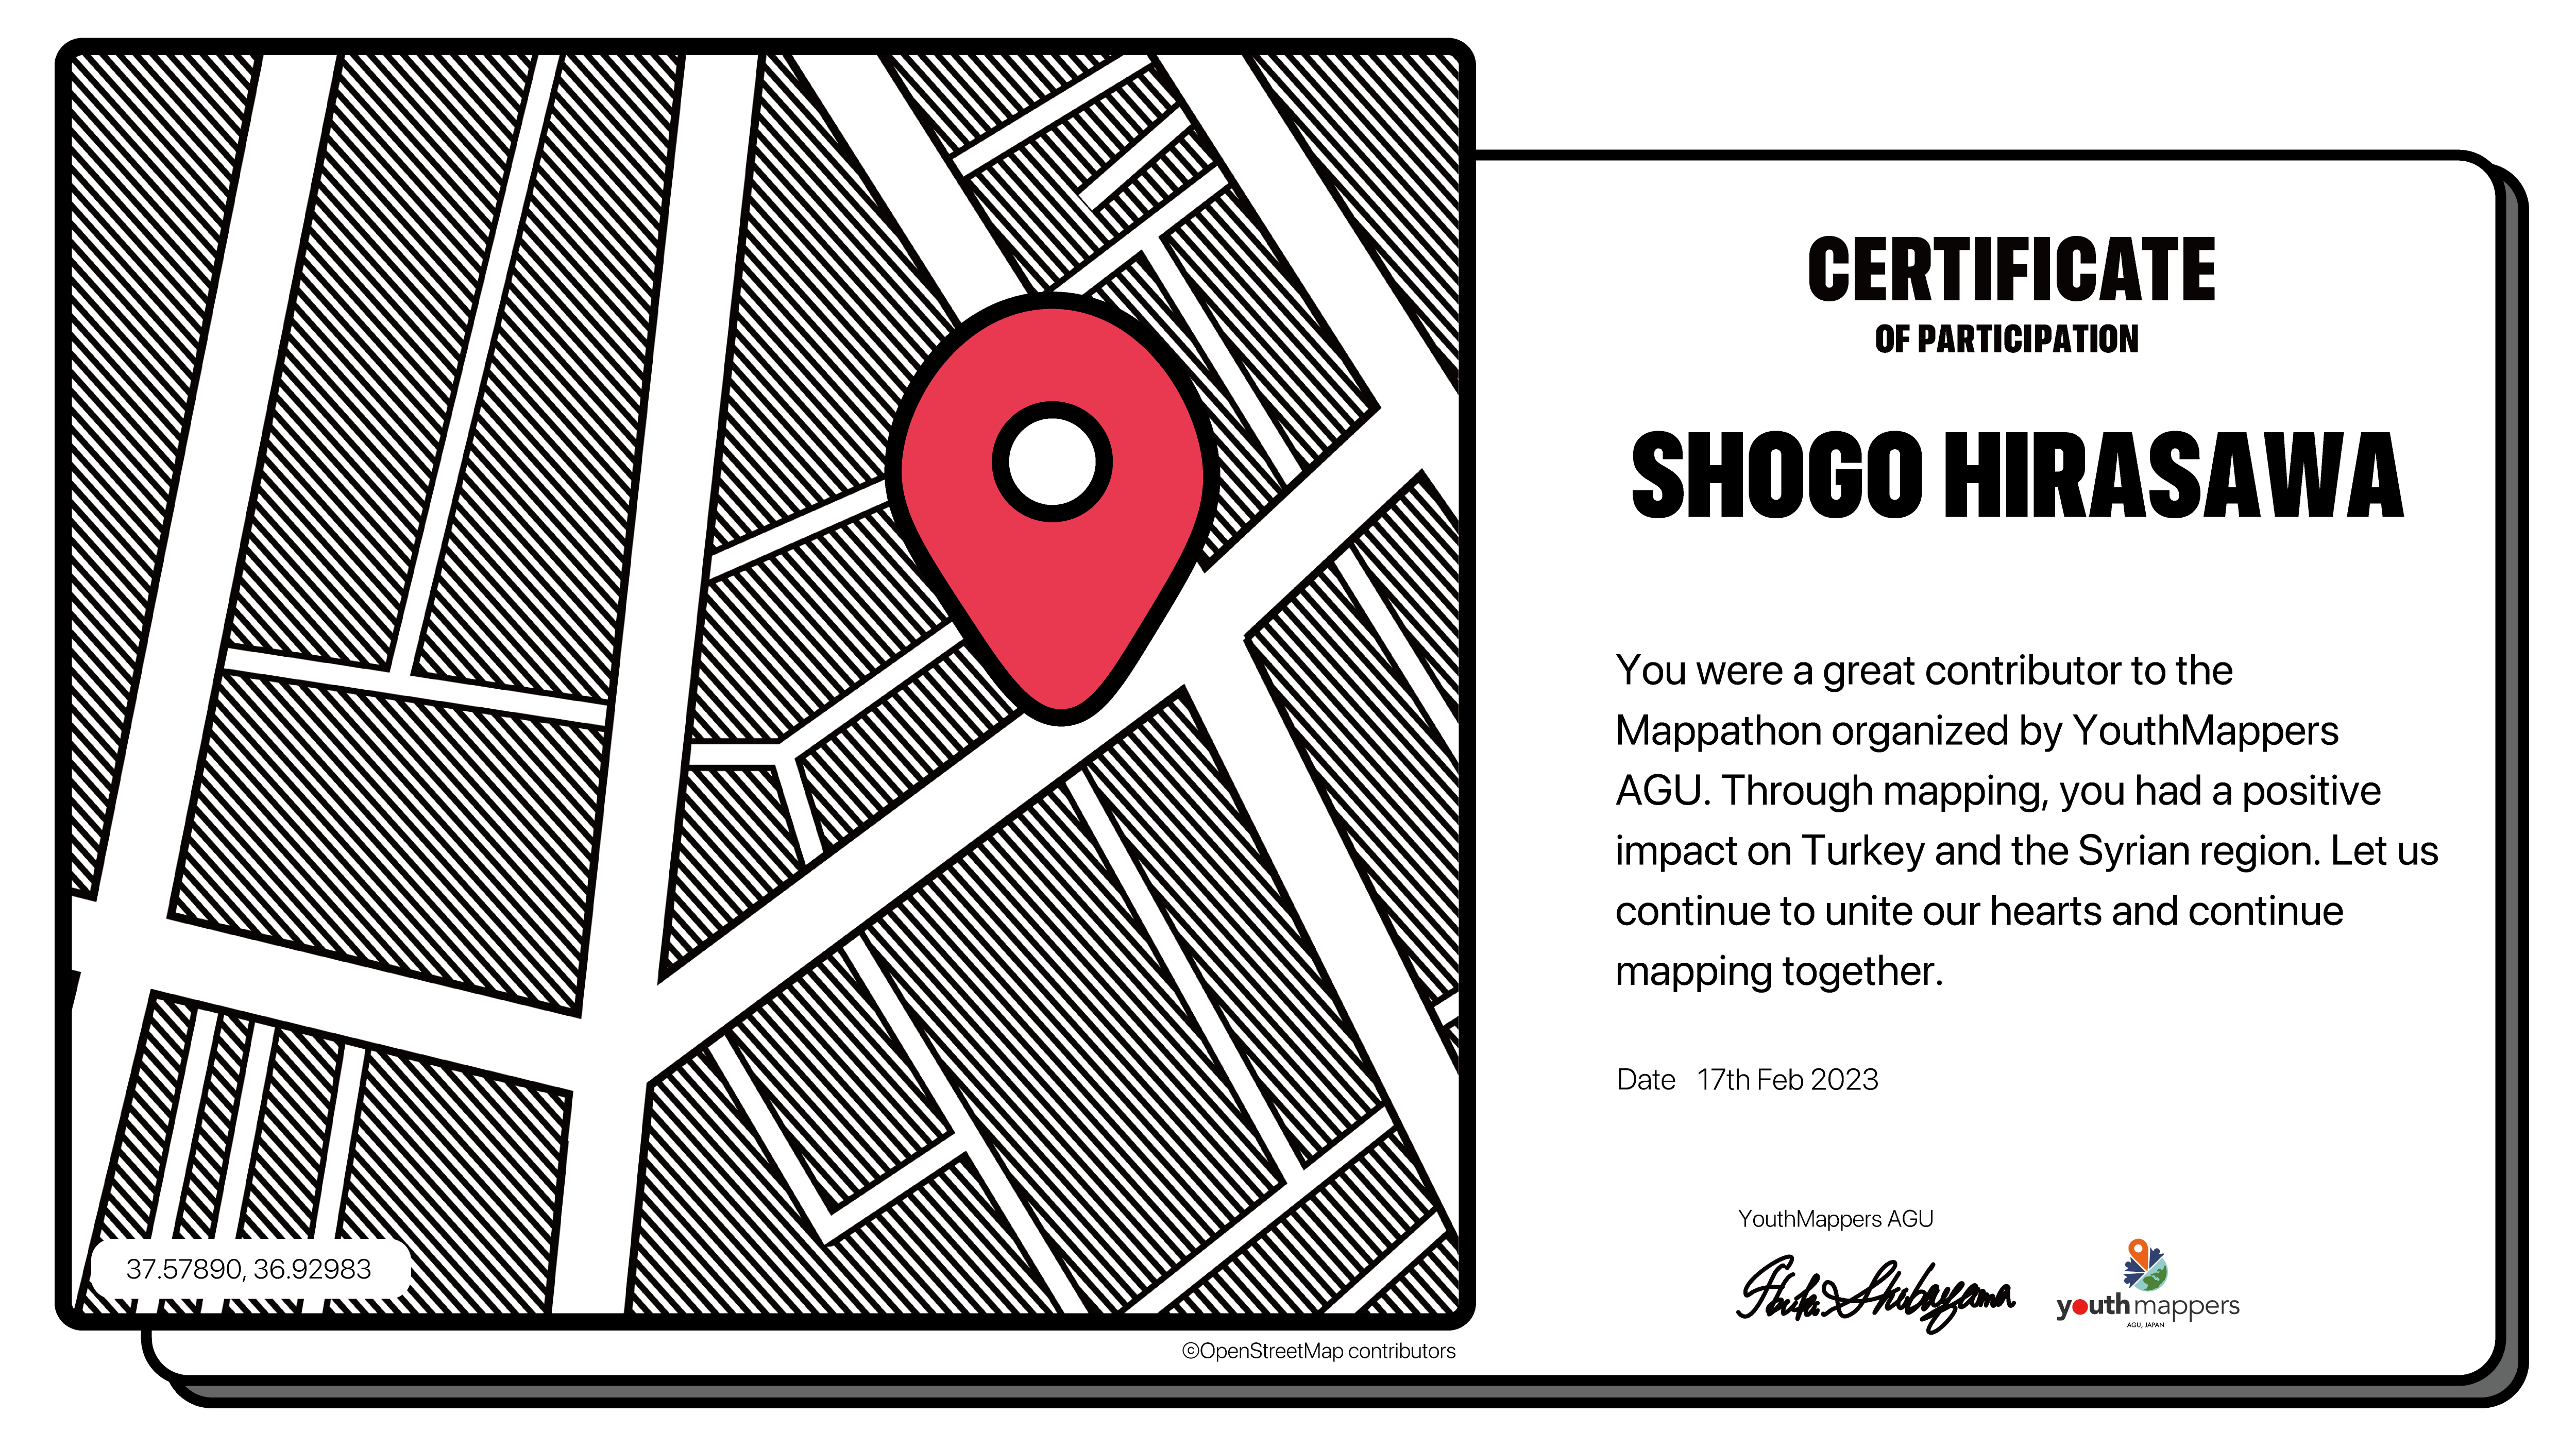 CERTIFICATE
OF PARTICIPATION
SHOGO HIRASAWA
You were a great contributor to the
Mappathon organized by YouthMappers
AGU. Through mapping, you had a positive
impact on Turkey and the Syrian region. Let us
continue to unite our hearts and continue
mapping together.
Date 17th Feb 2023
YouthMappers AGU
youthmappers
AGU, JAPAN
37.57890, 36.92983
©OpenStreetMap contributors